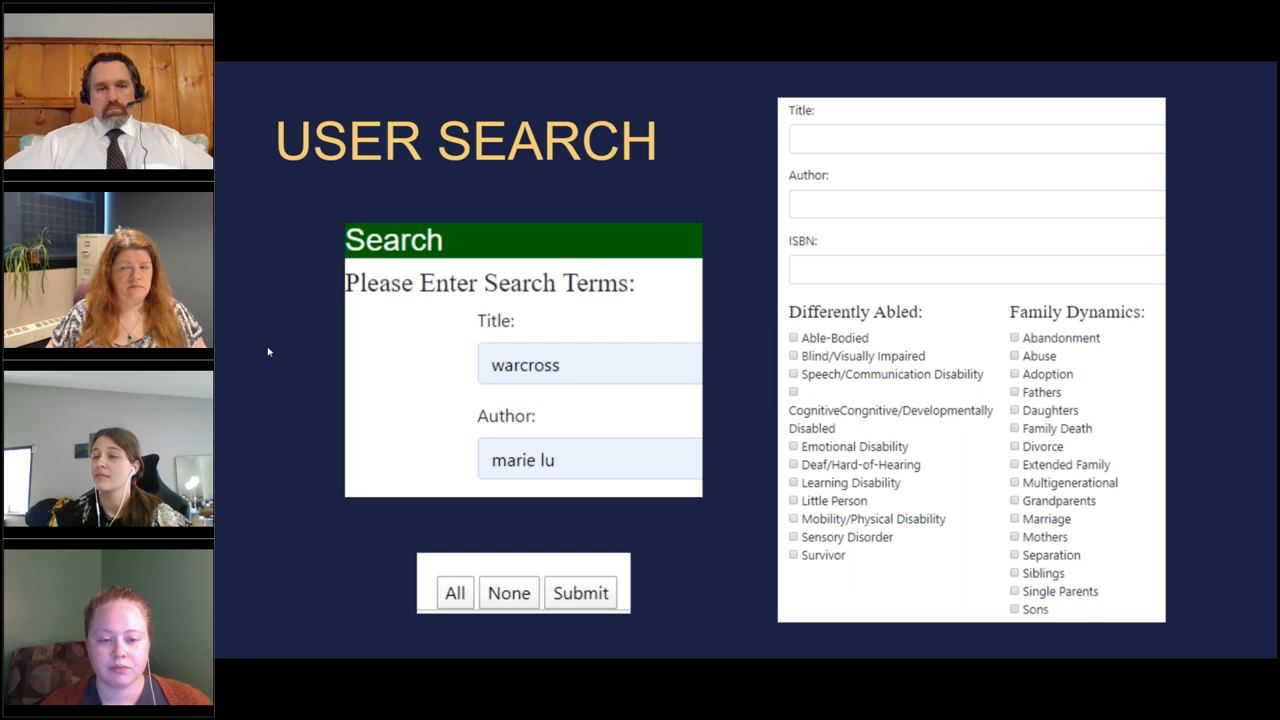 USER SEARCH
Search
Please Enter Search Terms:
Title:
warcross
Author:
marie lu
All None Submit
Title:
Author:
ISBN:
Differently Abled:
Able-Bodied
Blind/Visually Impaired
Speech/Communication Disability
CognitiveCongnitive/Developmentally
Disabled
Emotional Disability
Deaf/Hard-of-Hearing
Learning Disability
Little Person
Mobility/Physical Disability
Sensory Disorder
Survivor
Family Dynamics:
Abandonment
Abuse
Adoption
Fathers
Daughters
Family Death
Divorce
Extended Family
Multigenerational
Grandparents
Marriage
Mothers
Separation
Siblings
Single Parents
Sons